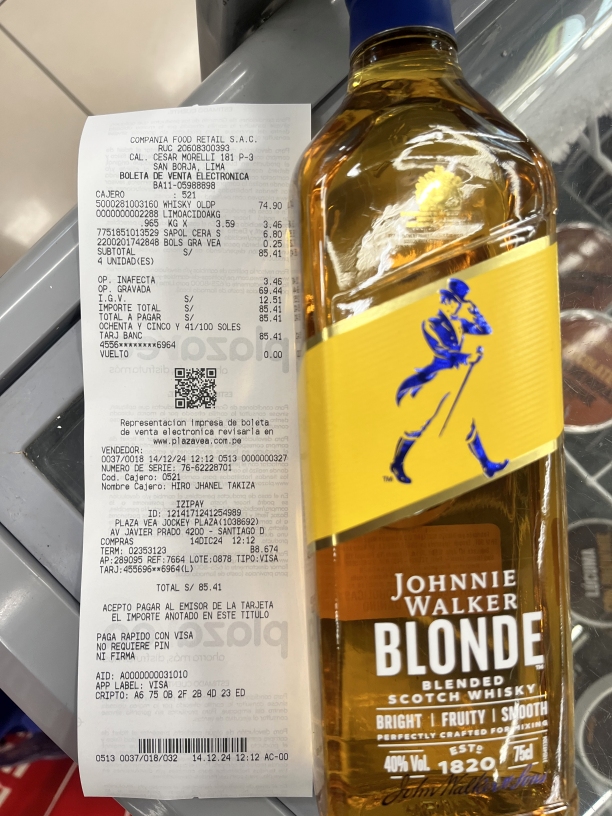 COMPANIA FOOD RETAIL S.A.C.
RUC 20608300393
CAL. CESAR MORELLI 181 P-3
SAN BORJA, LIMA
BOLETA DE VENTA ELECTRONICA
BA11-05988898
CAJERO : 521
5000281003160 WHISKY OLDP 74.90
0000000002288 LIMOACIDOAKG
.965 KG X 3.59 3.46
7751851013529 SAPOL CERA S 6.80
2200201742848 BOLS GRA VEA 0.25
SUBTOTAL S/ 85.41
4 UNIDAD(ES)
OP. INAFECTA 3.46
OP. GRAVADA 69.44
I.G.V. S/ 12.51
IMPORTE TOTAL S/ 85.41
TOTAL A PAGAR S/ 85.41
OCHENTA Y CINCO Y 41/100 SOLES
TARJ BANC 85.41
4556********6964
VUELTO 0.00
Representacion impresa de boleta
de venta electronica revisarla en
www.plazavea.com.pe
VENDEDOR:
0037/0018 14/12/24 12:12 0513 0000000327
NUMERO DE SERIE: 76-62228701
Cod. Cajero: 0521
Nombre Cajero: HIRO JHANEL TAKIZA
IZIPAY
ID: 1214171241254989
PLAZA VEA JOCKEY PLAZA(1038692)
AV JAVIER PRADO 4200 - SANTIAGO D
COMPRAS 14DIC24 12:12
TERM: 02353123 B8.674
AP:289095 REF:7664 LOTE:0878 TIPO:VISA
TARJ:455696**6964(L)
TOTAL S/ 85.41
ACEPTO PAGAR AL EMISOR DE LA TARJETA
EL IMPORTE ANOTADO EN ESTE TITULO
PAGA RAPIDO CON VISA
NO REQUIERE PIN
NI FIRMA
AID: A0000000031010
APP LABEL: VISA
CRIPTO: A6 75 0B 2F 2B 4D 23 ED
0513 0037/018/032 14.12.24 12:12 AC-00
TM
JOHNNIE
WALKER
BLONDE
BLENDED
SCOTCH WHISKY
BRIGHT | FRUITY | SMOOTH
PERFECTLY CRAFTED FOR MIXING
40% Vol. ESTD 1820 75cl
John Walker & Sons
LÚCUMA